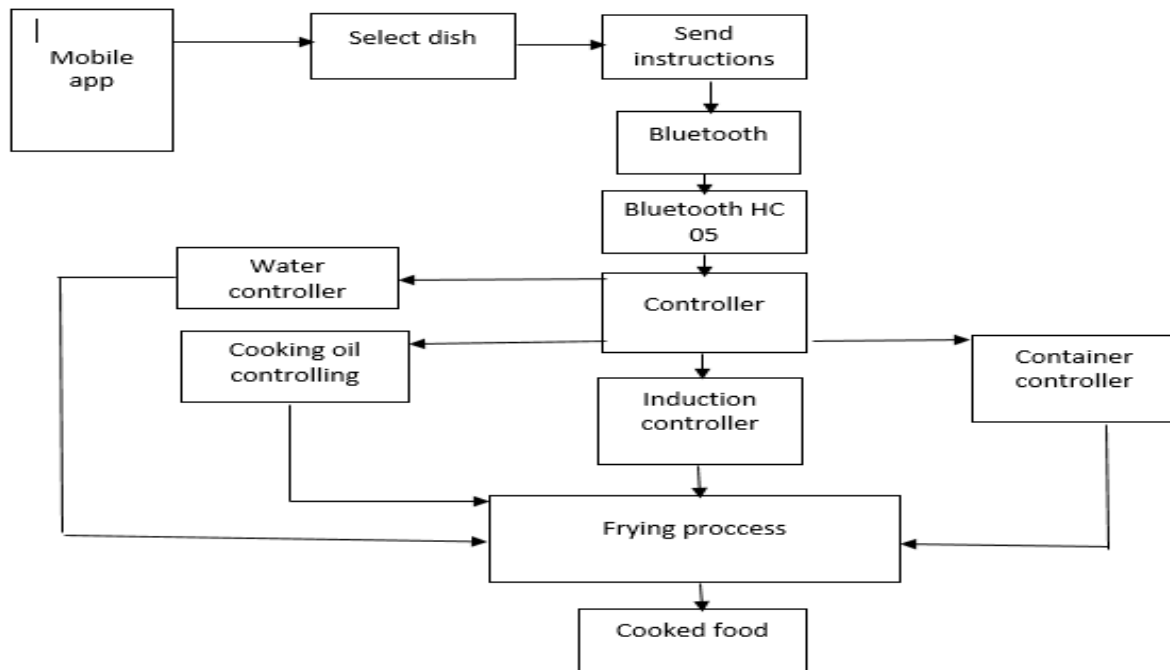 Mobile
app
Select dish
Send
instructions
Bluetooth
Bluetooth HC
05
Water
controller
Controller
Cooking oil
controlling
Container
controller
Induction
controller
Frying proccess
Cooked food